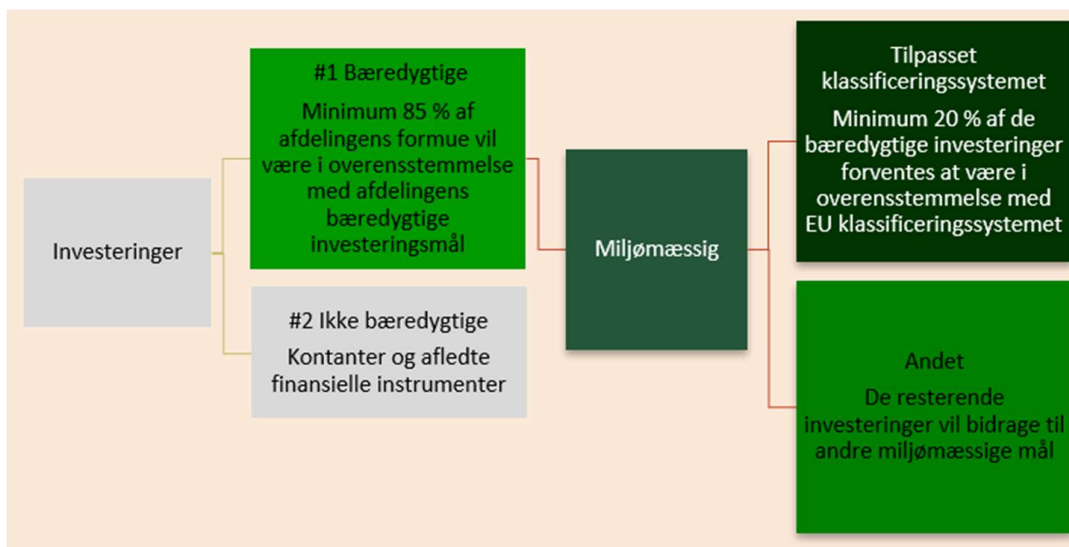 Investeringer
#1 Bæredygtige
Minimum 85 % af
afdelingens formue vil
være i overensstemmelse
med afdelingens
bæredygtige
investeringsmål
#2 Ikke bæredygtige
Kontanter og afledte
finansielle instrumenter
Miljømæssig
Tilpasset
klassificeringssystemet
Minimum 20 % af de
bæredygtige investeringer
forventes at være i
overensstemmelse med
EU klassificeringssystemet
Andet
De resterende
investeringer vil bidrage til
andre miljømæssige mål